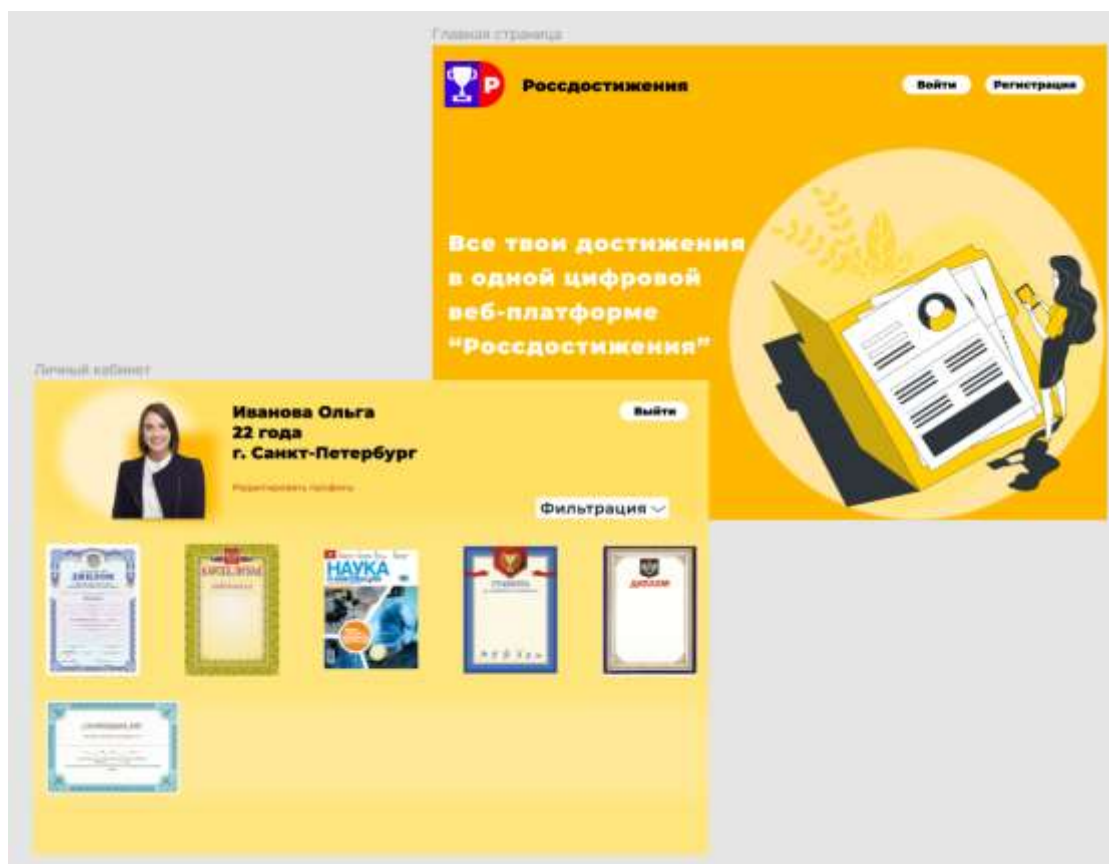 Главная страница
Р
Россдостижения
Войти
Регистрация
Все твои достижения
в одной цифровой
веб-платформе
“Россдостижения”
Личный кабинет
Иванова Ольга
22 года
г. Санкт-Петербург
Выйти
Редактировать профиль
Фильтрация
ДИПЛОМ
НАУКА
ГРАМОТА
ДИПЛОМ